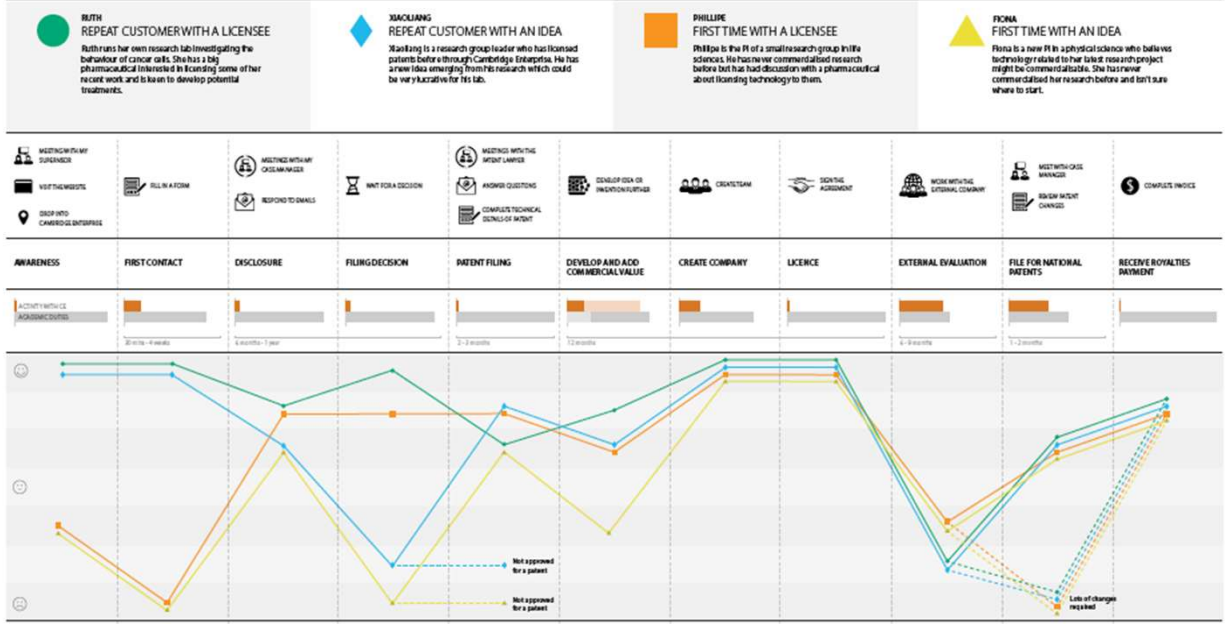 RUTH
REPEAT CUSTOMER WITH A LICENSEE
Ruth runs her own research lab investigating the
behaviour of cancer cells. She has a big
pharmaceutical interested in licensing some of her
recent work and is keen to develop potential
treatments.
XIAOLIANG
REPEAT CUSTOMER WITH AN IDEA
Xiaoliang is a research group leader who has licensed
patents before through Cambridge Enterprise. He has
a new idea emerging from his research which could
be very lucrative for his lab.
PHILLIPE
FIRST TIME WITH A LICENSEE
Phillipe is the PI of a small research group in life
sciences. He has never commercialised research
before but has had discussion with a pharmaceutical
about licensing technology to them.
FIONA
FIRST TIME WITH AN IDEA
Fiona is a new PI in a physical science who believes
technology related to her latest research project
might be commercialisable. She has never
commercialised her research before and isn't sure
where to start.
MEETING WITH MY
SUPERVISOR
VISIT THE WEBSITE
DROP INTO
CAMBRIDGE ENTERPRISE
FILL IN A FORM
MEETINGS WITH MY
CASE MANAGER
RESPOND TO EMAILS
WAIT FOR A DECISION
MEETINGS WITH THE
PATENT LAWYER
ANSWER QUESTIONS
COMPLETE TECHNICAL
DETAILS OF PATENT
DEVELOP IDEA OR
INVENTION FURTHER
CREATE TEAM
SIGN THE
AGREEMENT
WORK WITH THE
EXTERNAL COMPANY
MEET WITH CASE
MANAGER
REVIEW PATENT
CHANGES
$ COMPLETE INVOICE
AWARENESS
FIRST CONTACT
DISCLOSURE
FILING DECISION
PATENT FILING
DEVELOP AND ADD
COMMERCIAL VALUE
CREATE COMPANY
LICENCE
EXTERNAL EVALUATION
FILE FOR NATIONAL
PATENTS
RECEIVE ROYALTIES
PAYMENT
ACTIVITY WITH CE
ACADEMIC DUTIES
4 weeks
6 months - 1 year
2 - 3 months
12 months
months
1 - 2 months
Not approved
for a patent
Not approved
for a patent
Lots of changes
required